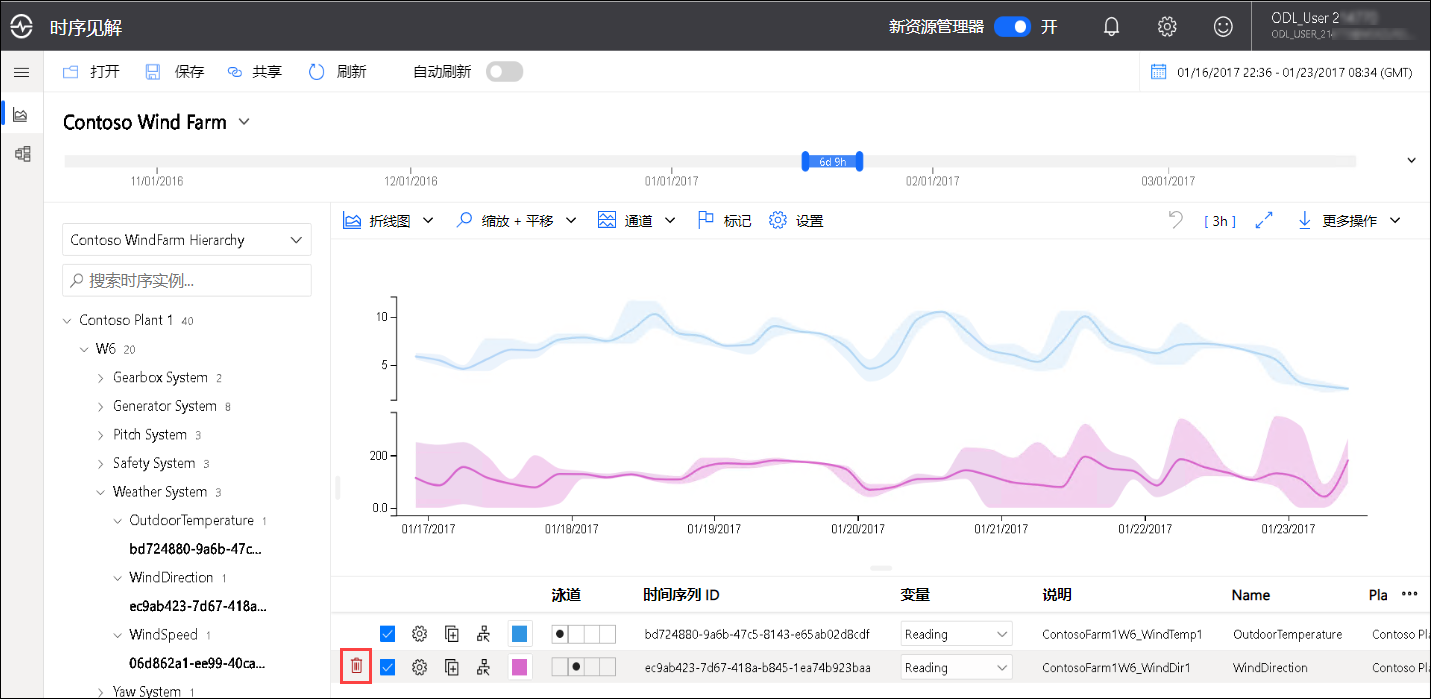 时序见解
新资源管理器 开
ODL_User 2
ODL_USER_21
打开 保存 共享 刷新 自动刷新
01/16/2017 22:36 - 01/23/2017 08:34 (GMT)
Contoso Wind Farm
6d 9h
11/01/2016 12/01/2016 01/01/2017 02/01/2017 03/01/2017
折线图 缩放 + 平移 通道 标记 设置 [ 3h ] 更多操作
Contoso WindFarm Hierarchy
搜索时序实例...
Contoso Plant 1 40
W6 20
Gearbox System 2
Generator System 8
Pitch System 3
Safety System 3
Weather System 3
OutdoorTemperature 1
bd724880-9a6b-47c...
WindDirection 1
ec9ab423-7d67-418a...
WindSpeed 1
06d862a1-ee99-40ca...
Yaw System 1
10
5
200
0.0
01/17/2017 01/18/2017 01/19/2017 01/20/2017 01/21/2017 01/22/2017 01/23/2017
泳道 时间序列 ID 变量 说明 Name Pla •••
bd724880-9a6b-47c5-8143-e65ab02d8cdf Reading ContosoFarm1W6_WindTemp1 OutdoorTemperature Contoso Pl
ec9ab423-7d67-418a-b845-1ea74b923baa Reading ContosoFarm1W6_WindDir1 WindDirection Contoso Pl